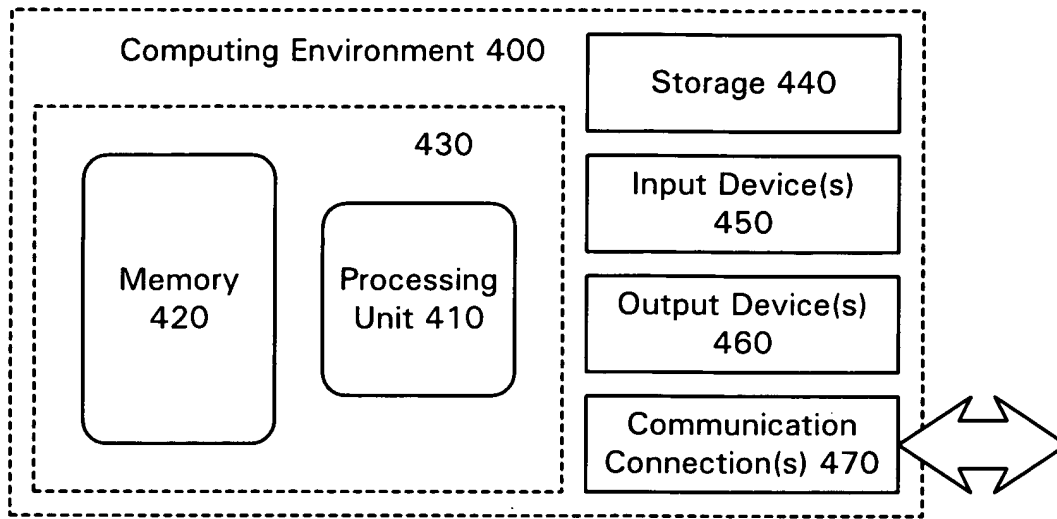 Computing Environment 400
430
Memory
420
Processing
Unit 410
Storage 440
Input Device(s)
450
Output Device(s)
460
Communication
Connection(s) 470